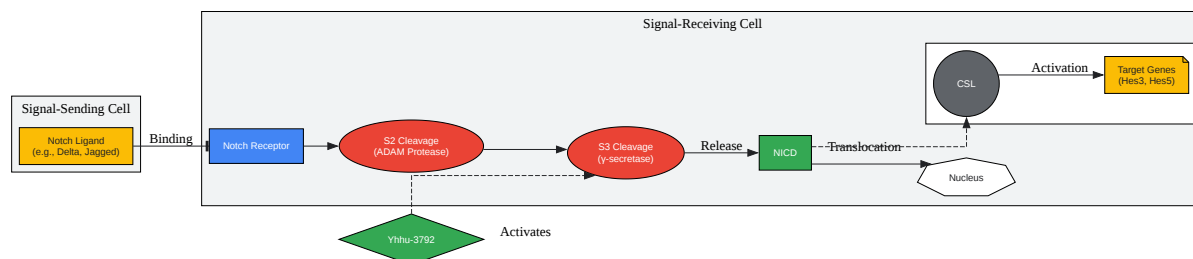 Signal-Receiving Cell
Signal-Sending Cell
Notch Ligand
(e.g., Delta, Jagged)
Binding
Notch Receptor
S2 Cleavage
(ADAM Protease)
S3 Cleavage
(γ-secretase)
Release
NICD
Translocation
CSL
Activation
Target Genes
(Hes3, Hes5)
Nucleus
Yhhu-3792
Activates